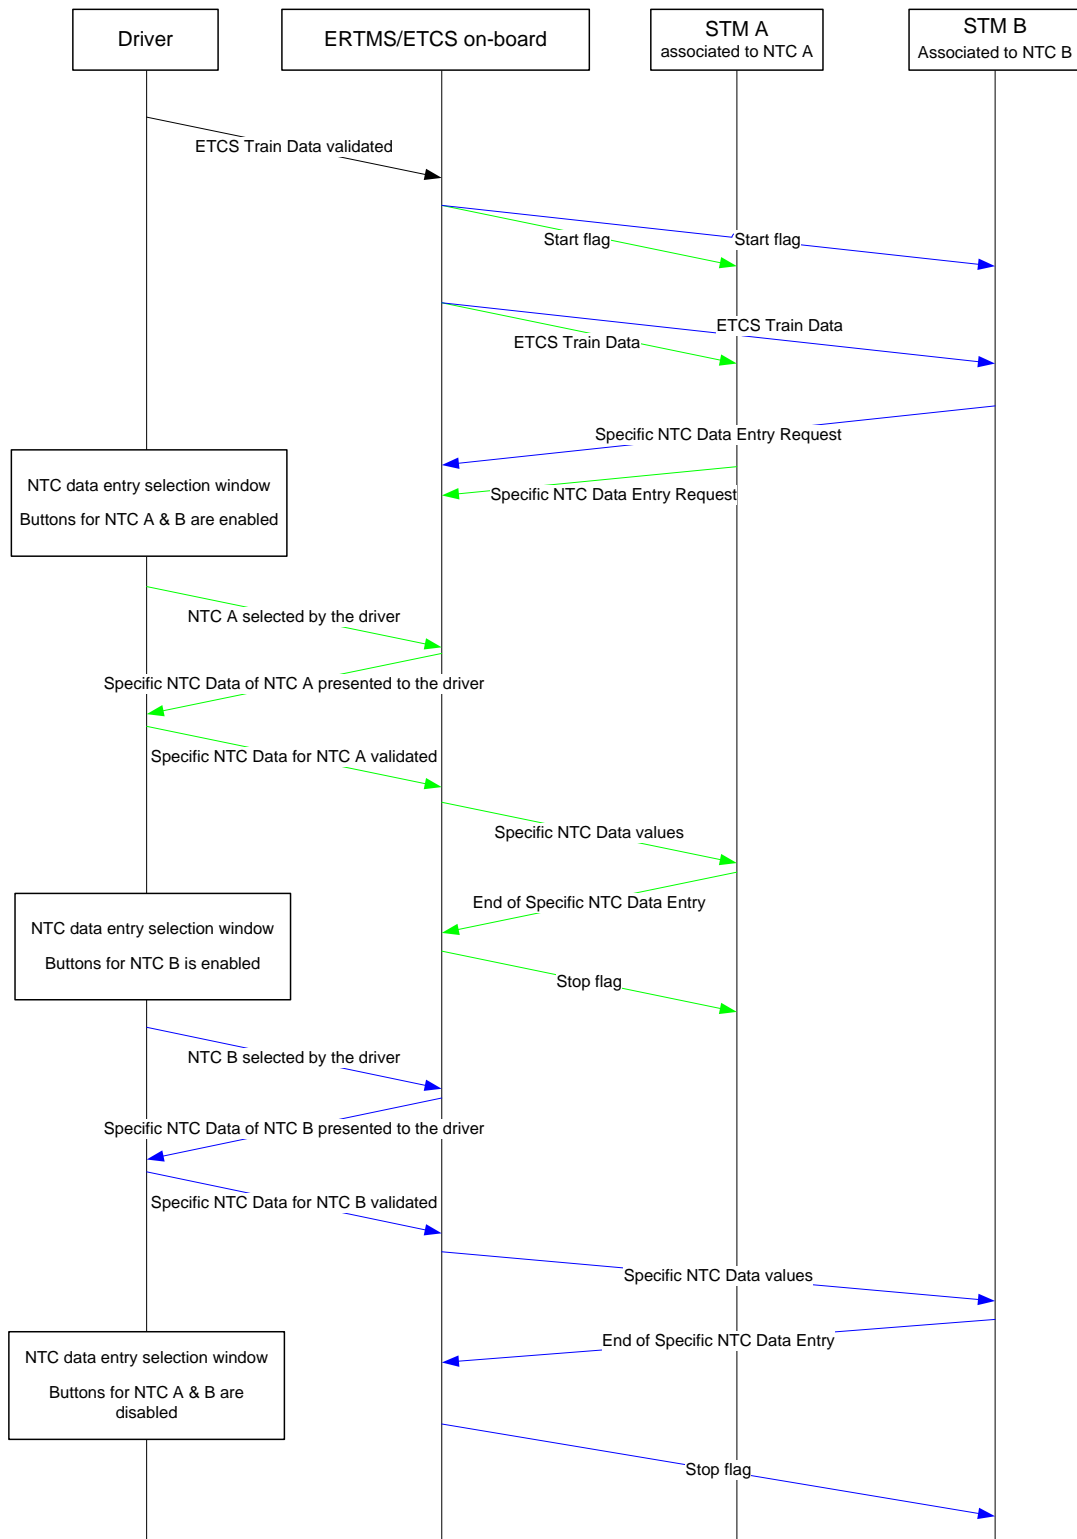 Driver
ERTMS/ETCS on-board
STM A
associated to NTC A
STM B
Associated to NTC B
ETCS Train Data validated
Start flag
Start flag
ETCS Train Data
ETCS Train Data
Specific NTC Data Entry Request
Specific NTC Data Entry Request
NTC data entry selection window
Buttons for NTC A & B are enabled
NTC A selected by the driver
Specific NTC Data of NTC A presented to the driver
Specific NTC Data for NTC A validated
Specific NTC Data values
End of Specific NTC Data Entry
NTC data entry selection window
Buttons for NTC B is enabled
Stop flag
NTC B selected by the driver
Specific NTC Data of NTC B presented to the driver
Specific NTC Data for NTC B validated
Specific NTC Data values
End of Specific NTC Data Entry
NTC data entry selection window
Buttons for NTC A & B are
disabled
Stop flag